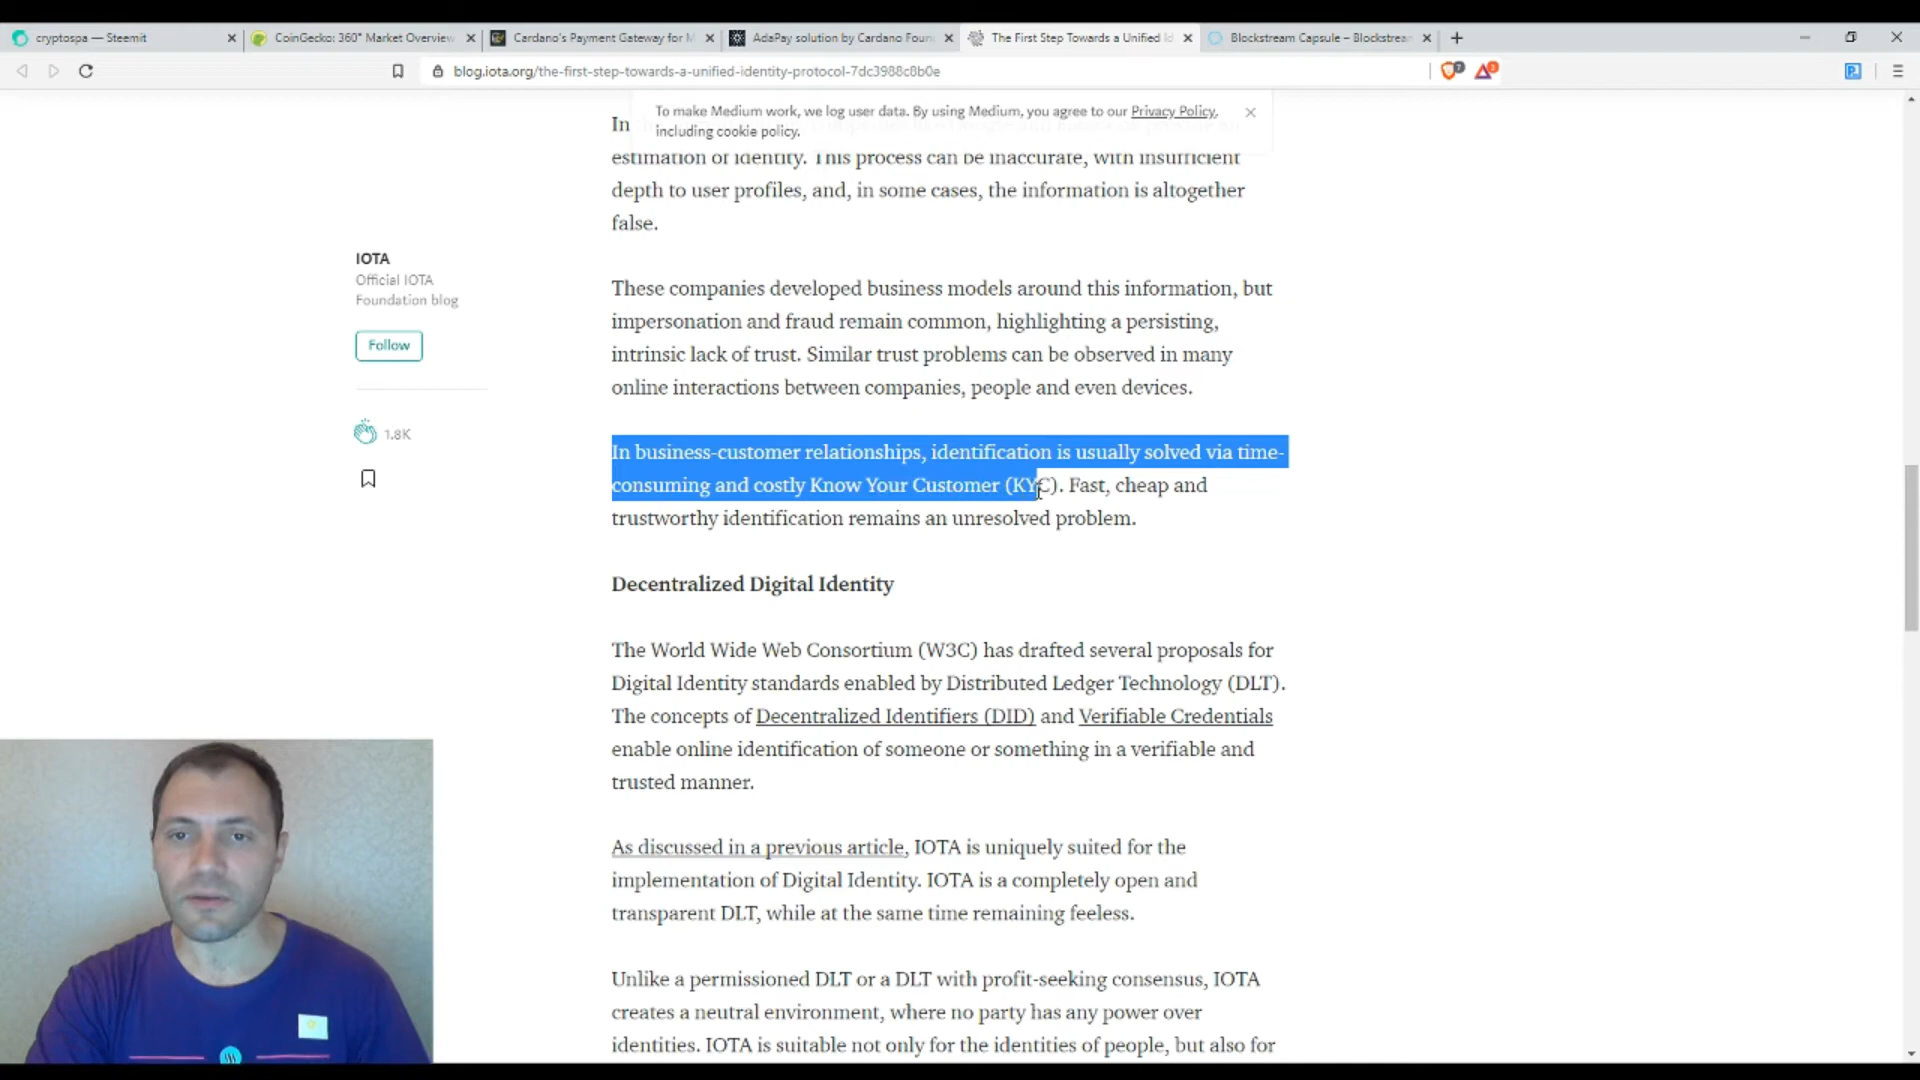 cryptospa — Steemit
CoinGecko: 360° Market Overview
Cardano's Payment Gateway for M
AdaPay solution by Cardano Foun
The First Step Towards a Unified Id
Blockstream Capsule – Blockstrea
blog.iota.org/the-first-step-towards-a-unified-identity-protocol-7dc3988c8b0e
To make Medium work, we log user data. By using Medium, you agree to our Privacy Policy,
including cookie policy.
In
estimation of identity. This process can be inaccurate, with insufficient
depth to user profiles, and, in some cases, the information is altogether
false.
IOTA
Official IOTA
Foundation blog
Follow
1.8K
These companies developed business models around this information, but
impersonation and fraud remain common, highlighting a persisting,
intrinsic lack of trust. Similar trust problems can be observed in many
online interactions between companies, people and even devices.
In business-customer relationships, identification is usually solved via time-
consuming and costly Know Your Customer (KYC). Fast, cheap and
trustworthy identification remains an unresolved problem.
Decentralized Digital Identity
The World Wide Web Consortium (W3C) has drafted several proposals for
Digital Identity standards enabled by Distributed Ledger Technology (DLT).
The concepts of Decentralized Identifiers (DID) and Verifiable Credentials
enable online identification of someone or something in a verifiable and
trusted manner.
As discussed in a previous article, IOTA is uniquely suited for the
implementation of Digital Identity. IOTA is a completely open and
transparent DLT, while at the same time remaining feeless.
Unlike a permissioned DLT or a DLT with profit-seeking consensus, IOTA
creates a neutral environment, where no party has any power over
identities. IOTA is suitable not only for the identities of people, but also for